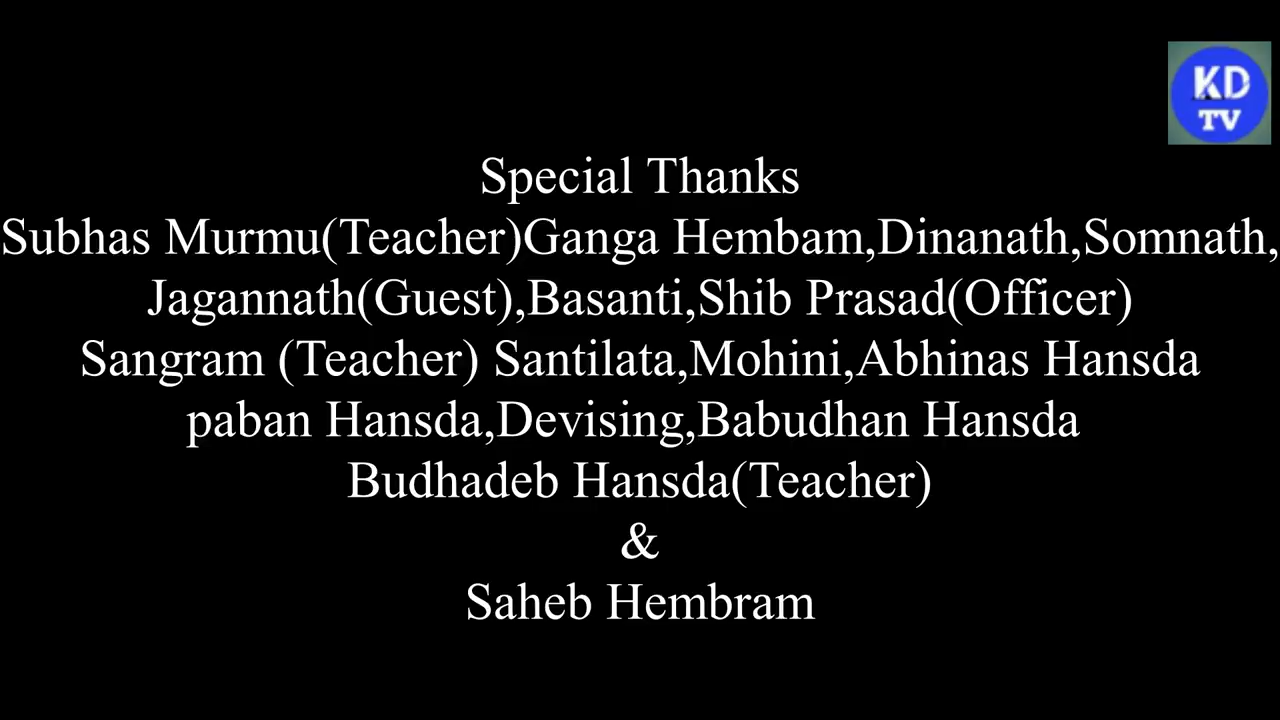 KD
TV
Special Thanks
Subhas Murmu(Teacher)Ganga Hembam,Dinanath,Somnath,
Jagannath(Guest),Basanti,Shib Prasad(Officer)
Sangram (Teacher) Santilata,Mohini,Abhinas Hansda
paban Hansda,Devising,Babudhan Hansda
Budhadeb Hansda(Teacher)
&
Saheb Hembram